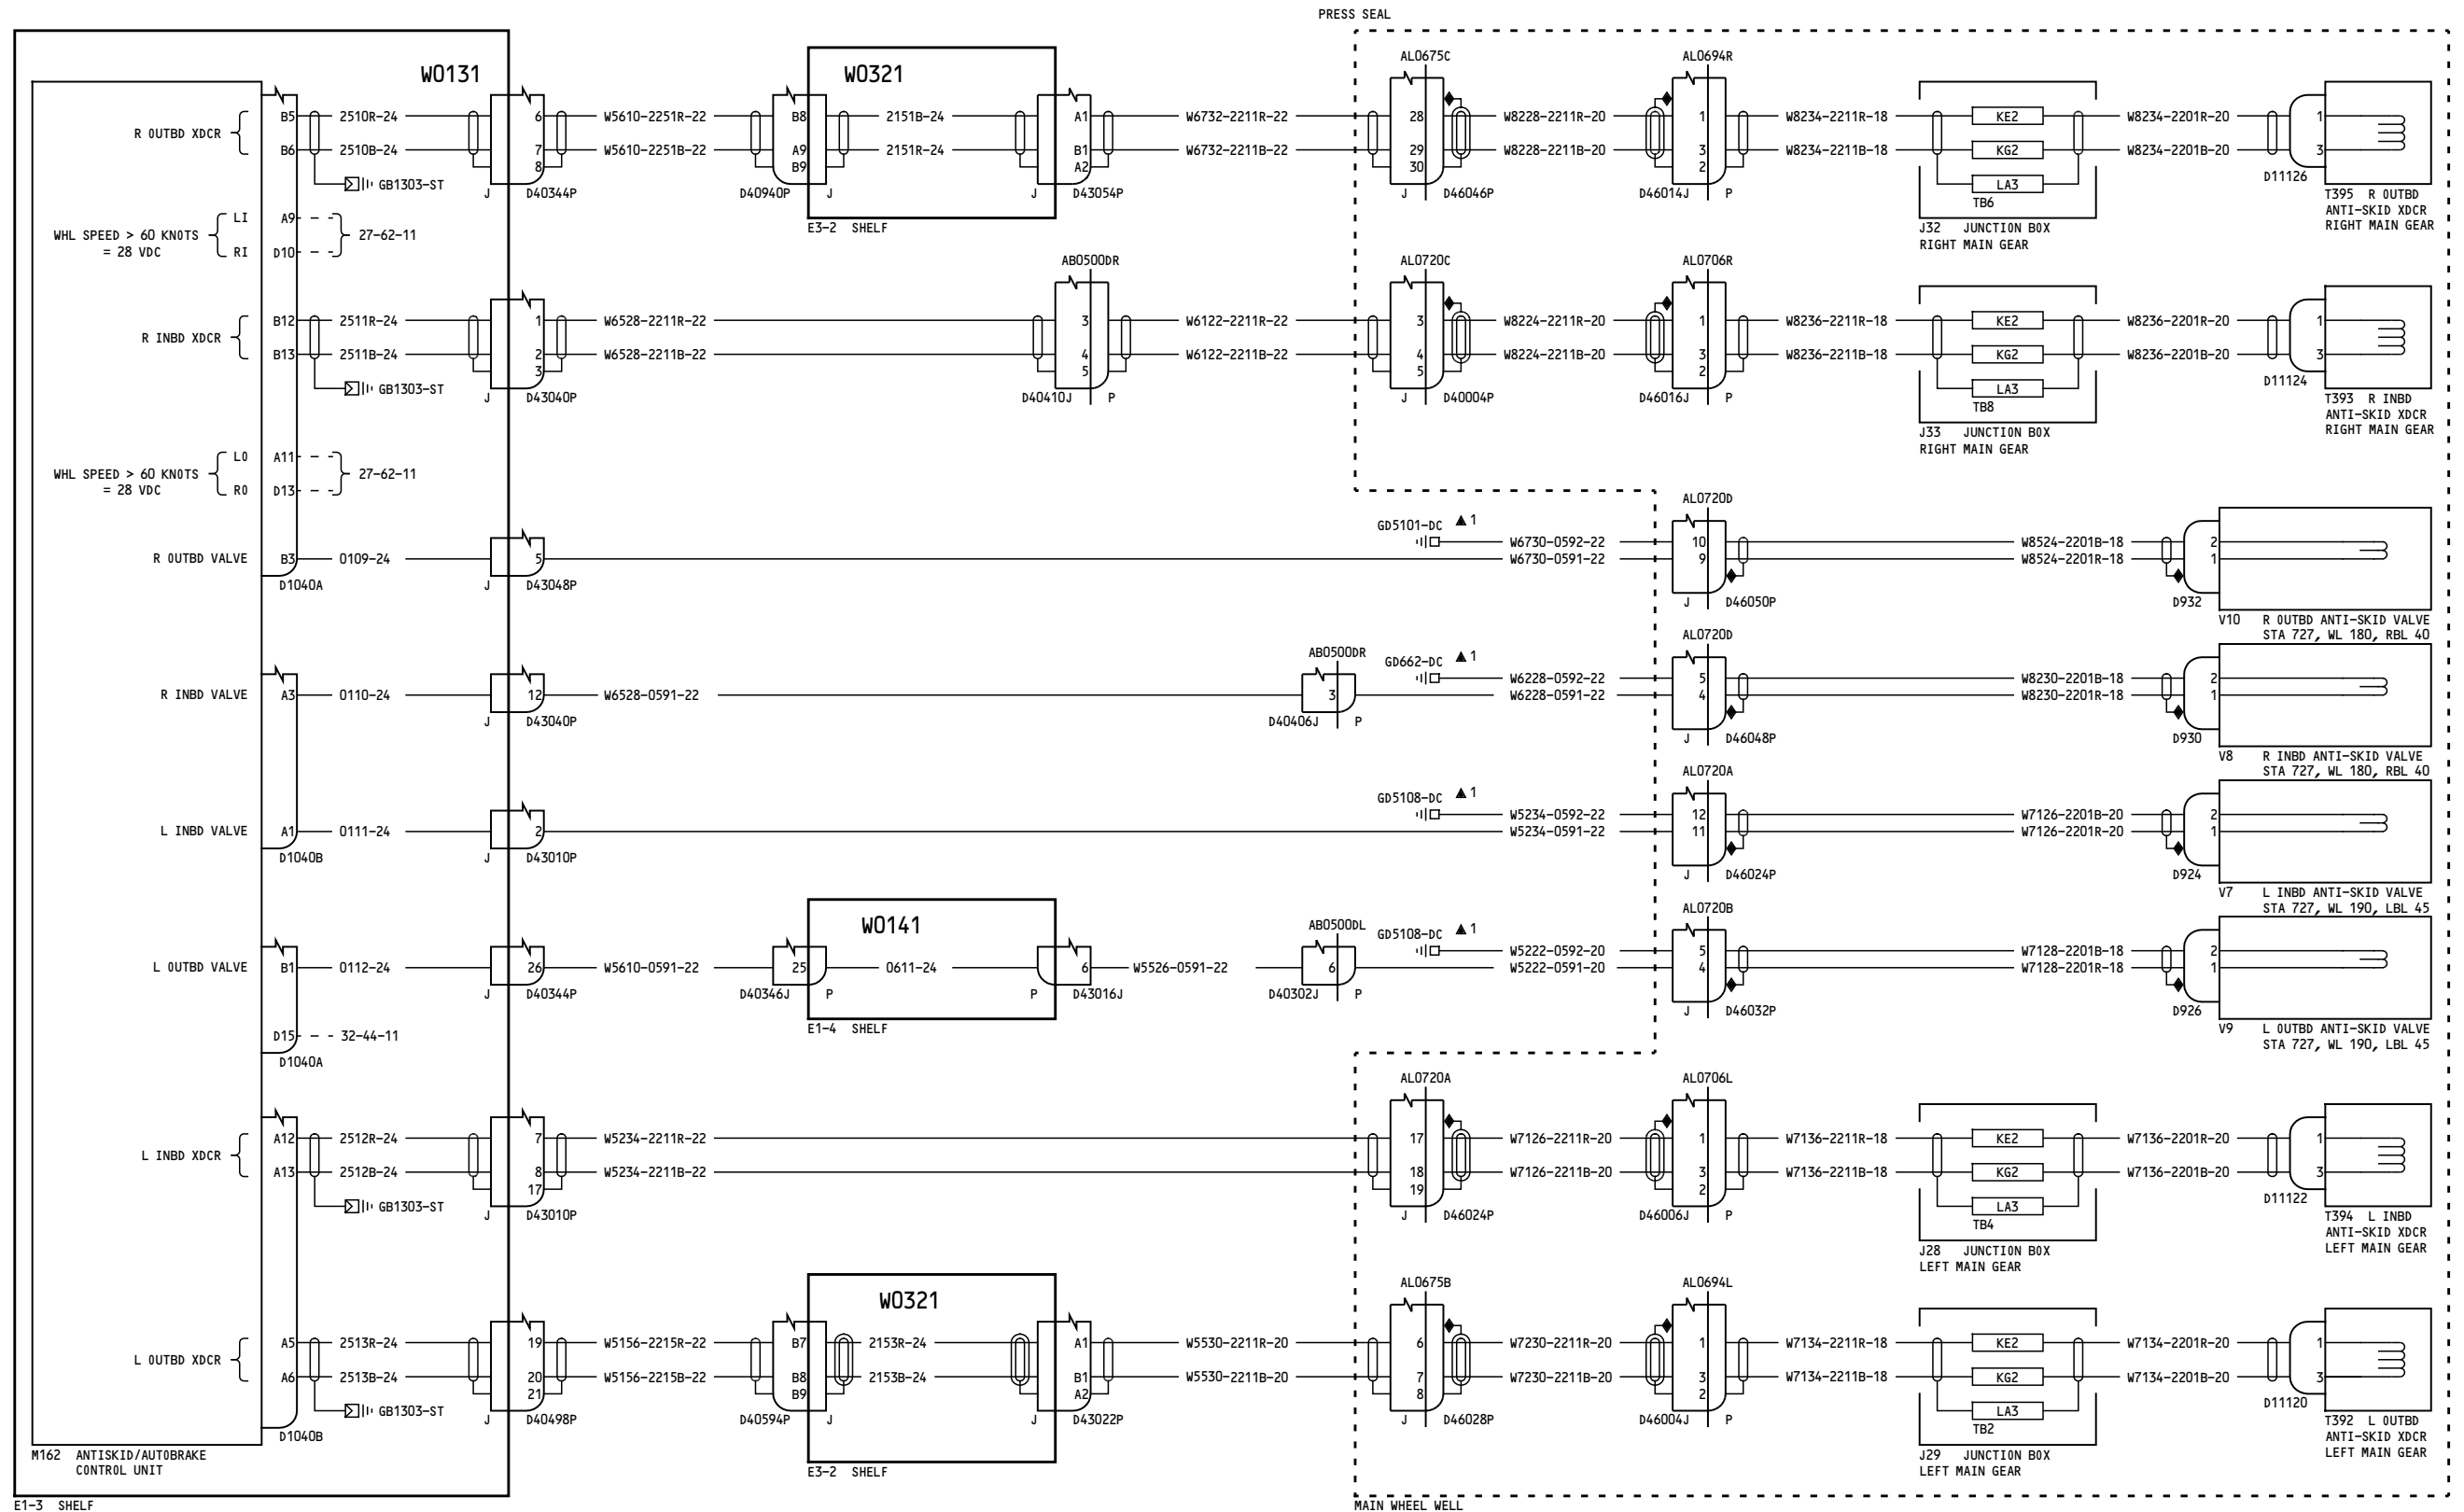 PRESS SEAL
W0131
W0321
AL0675C
AL0694R
R OUTBD XDCR
B5
2510R-24
6
W5610-2251R-22
B8
2151B-24
A1
W6732-2211R-22
28
W8228-2211R-20
1
W8234-2211R-18
KE2
W8234-2201R-20
1
B6
2510B-24
7
W5610-2251B-22
A9
2151R-24
B1
W6732-2211B-22
29
W8228-2211B-20
3
W8234-2211B-18
KG2
W8234-2201B-20
3
8
B9
A2
30
2
GB1303-ST
LA3
D11126
J
D40344P
D40940P
J
J
D43054P
J
D46046P
D46014J
P
TB6
T395 R OUTBD
ANTI-SKID XDCR
RIGHT MAIN GEAR
E3-2 SHELF
J32 JUNCTION BOX
RIGHT MAIN GEAR
WHL SPEED > 60 KNOTS
= 28 VDC
LI
A9
RI
D10
27-62-11
AB0500DR
AL0720C
AL0706R
R INBD XDCR
B12
2511R-24
1
W6528-2211R-22
3
W6122-2211R-22
3
W8224-2211R-20
1
W8236-2211R-18
KE2
W8236-2201R-20
1
B13
2511B-24
2
W6528-2211B-22
4
W6122-2211B-22
4
W8224-2211B-20
3
W8236-2211B-18
KG2
W8236-2201B-20
3
3
5
5
2
GB1303-ST
LA3
D11124
J
D43040P
D40410J
P
J
D40004P
D46016J
P
TB8
T393 R INBD
ANTI-SKID XDCR
RIGHT MAIN GEAR
J33 JUNCTION BOX
RIGHT MAIN GEAR
WHL SPEED > 60 KNOTS
= 28 VDC
LO
A11
RO
D13
27-62-11
AL0720D
GD5101-DC
1
W6730-0592-22
10
W8524-2201B-18
2
R OUTBD VALVE
B3
0109-24
5
W6730-0591-22
9
W8524-2201R-18
1
D1040A
J
D43048P
J
D46050P
D932
V10 R OUTBD ANTI-SKID VALVE
STA 727, WL 180, RBL 40
AB0500DR
AL0720D
GD662-DC
1
W6228-0592-22
5
W8230-2201B-18
2
R INBD VALVE
A3
0110-24
12
W6528-0591-22
3
W6228-0591-22
4
W8230-2201R-18
1
J
D43040P
D40406J
P
J
D46048P
D930
V8 R INBD ANTI-SKID VALVE
STA 727, WL 180, RBL 40
AL0720A
GD5108-DC
1
W5234-0592-22
12
W7126-2201B-20
2
L INBD VALVE
A1
0111-24
2
W5234-0591-22
11
W7126-2201R-20
1
D1040B
J
D43010P
J
D46024P
D924
V7 L INBD ANTI-SKID VALVE
STA 727, WL 190, LBL 45
W0141
AB0500DL
AL0720B
GD5108-DC
1
W5222-0592-20
5
W7128-2201B-18
2
L OUTBD VALVE
B1
0112-24
26
W5610-0591-22
25
0611-24
6
W5526-0591-22
6
W5222-0591-20
4
W7128-2201R-18
1
J
D40344P
D40346J
P
P
D43016J
D40302J
P
J
D46032P
D926
E1-4 SHELF
V9 L OUTBD ANTI-SKID VALVE
STA 727, WL 190, LBL 45
D15
32-44-11
D1040A
AL0720A
AL0706L
L INBD XDCR
A12
2512R-24
7
W5234-2211R-22
17
W7126-2211R-20
1
W7136-2211R-18
KE2
W7136-2201R-20
1
A13
2512B-24
8
W5234-2211B-22
18
W7126-2211B-20
3
W7136-2211B-18
KG2
W7136-2201B-20
3
17
19
2
GB1303-ST
LA3
D11122
J
D43010P
J
D46024P
D46006J
P
TB4
T394 L INBD
ANTI-SKID XDCR
LEFT MAIN GEAR
J28 JUNCTION BOX
LEFT MAIN GEAR
W0321
AL0675B
AL0694L
L OUTBD XDCR
A5
2513R-24
19
W5156-2215R-22
B7
2153R-24
A1
W5530-2211R-20
6
W7230-2211R-20
1
W7134-2211R-18
KE2
W7134-2201R-20
1
A6
2513B-24
20
W5156-2215B-22
B8
2153B-24
B1
W5530-2211B-20
7
W7230-2211B-20
3
W7134-2211B-18
KG2
W7134-2201B-20
3
21
B9
A2
8
2
GB1303-ST
LA3
D11120
D1040B
J
D40498P
D40594P
J
J
D43022P
J
D46028P
D46004J
P
TB2
T392 L OUTBD
ANTI-SKID XDCR
LEFT MAIN GEAR
M162 ANTISKID/AUTOBRAKE
CONTROL UNIT
E3-2 SHELF
J29 JUNCTION BOX
LEFT MAIN GEAR
E1-3 SHELF
MAIN WHEEL WELL